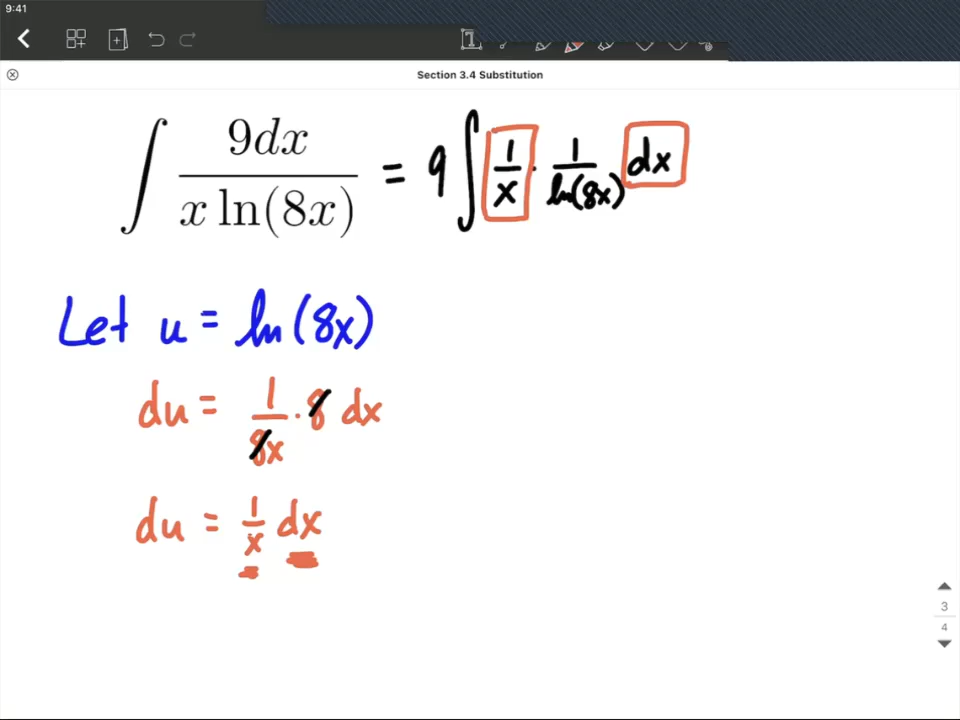 9:41
Section 3.4 Substitution
∫ 9dx / (x ln(8x)) = 9 ∫ 1/x · 1/ln(8x) dx
Let u = ln(8x)
du = 1/8x · 8 dx
du = 1/x dx
3
4